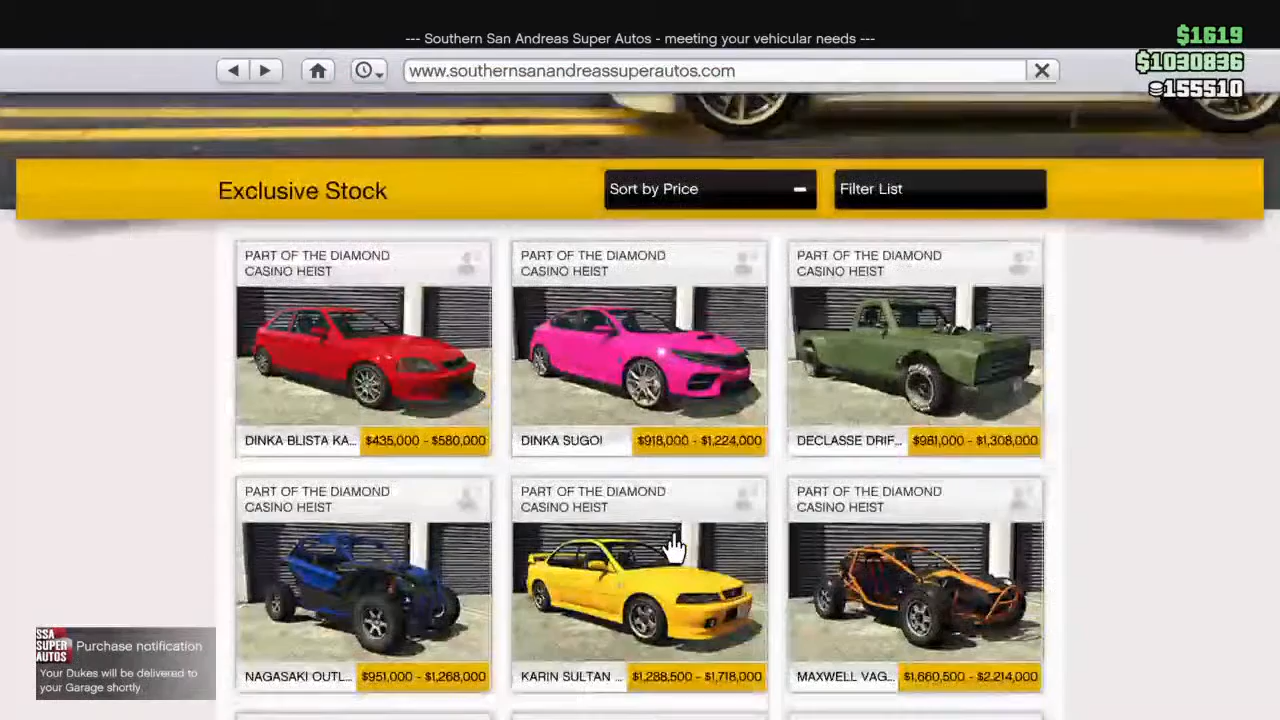 --- Southern San Andreas Super Autos - meeting your vehicular needs ---
$1619
$1030836
155510
www.southernsanandreassuperautos.com
Exclusive Stock
Sort by Price
Filter List
PART OF THE DIAMOND
CASINO HEIST
DINKA BLISTA KA... $435,000 - $580,000
PART OF THE DIAMOND
CASINO HEIST
DINKA SUGOI $918,000 - $1,224,000
PART OF THE DIAMOND
CASINO HEIST
DECLASSE DRIF... $981,000 - $1,308,000
PART OF THE DIAMOND
CASINO HEIST
NAGASAKI OUTL... $951,000 - $1,268,000
PART OF THE DIAMOND
CASINO HEIST
KARIN SULTAN ... $1,288,500 - $1,718,000
PART OF THE DIAMOND
CASINO HEIST
MAXWELL VAG... $1,660,500 - $2,214,000
SSA
SUPER
AUTOS
Purchase notification
Your Dukes will be delivered to
your Garage shortly.